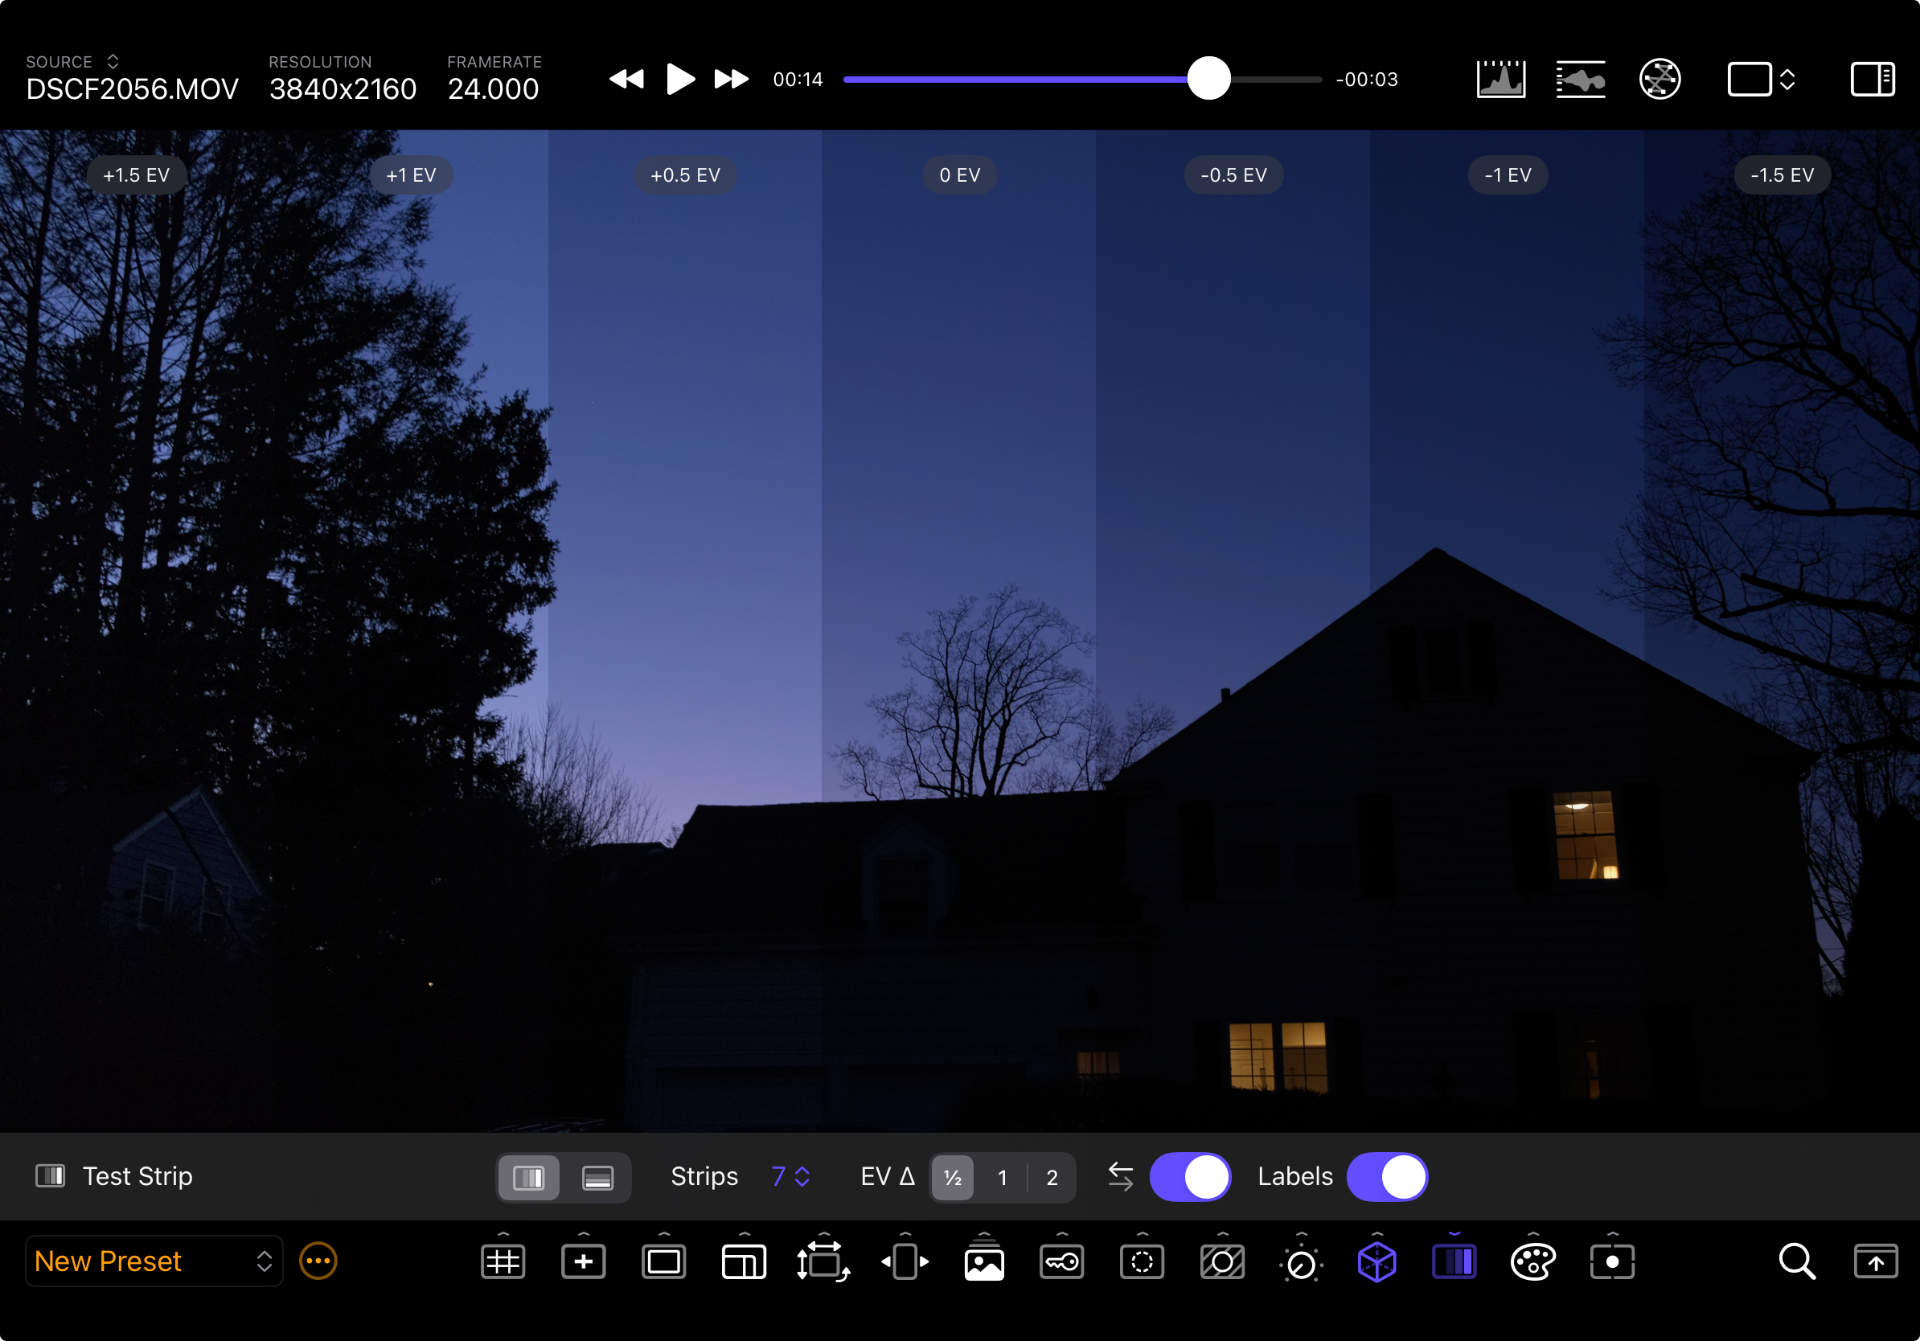 SOURCE RESOLUTION FRAMERATE
DSCF2056.MOV 3840x2160 24.000
00:14 -00:03
+1.5 EV +1 EV +0.5 EV 0 EV -0.5 EV -1 EV -1.5 EV
Test Strip Strips 7 EV Δ ½ 1 2 Labels
New Preset